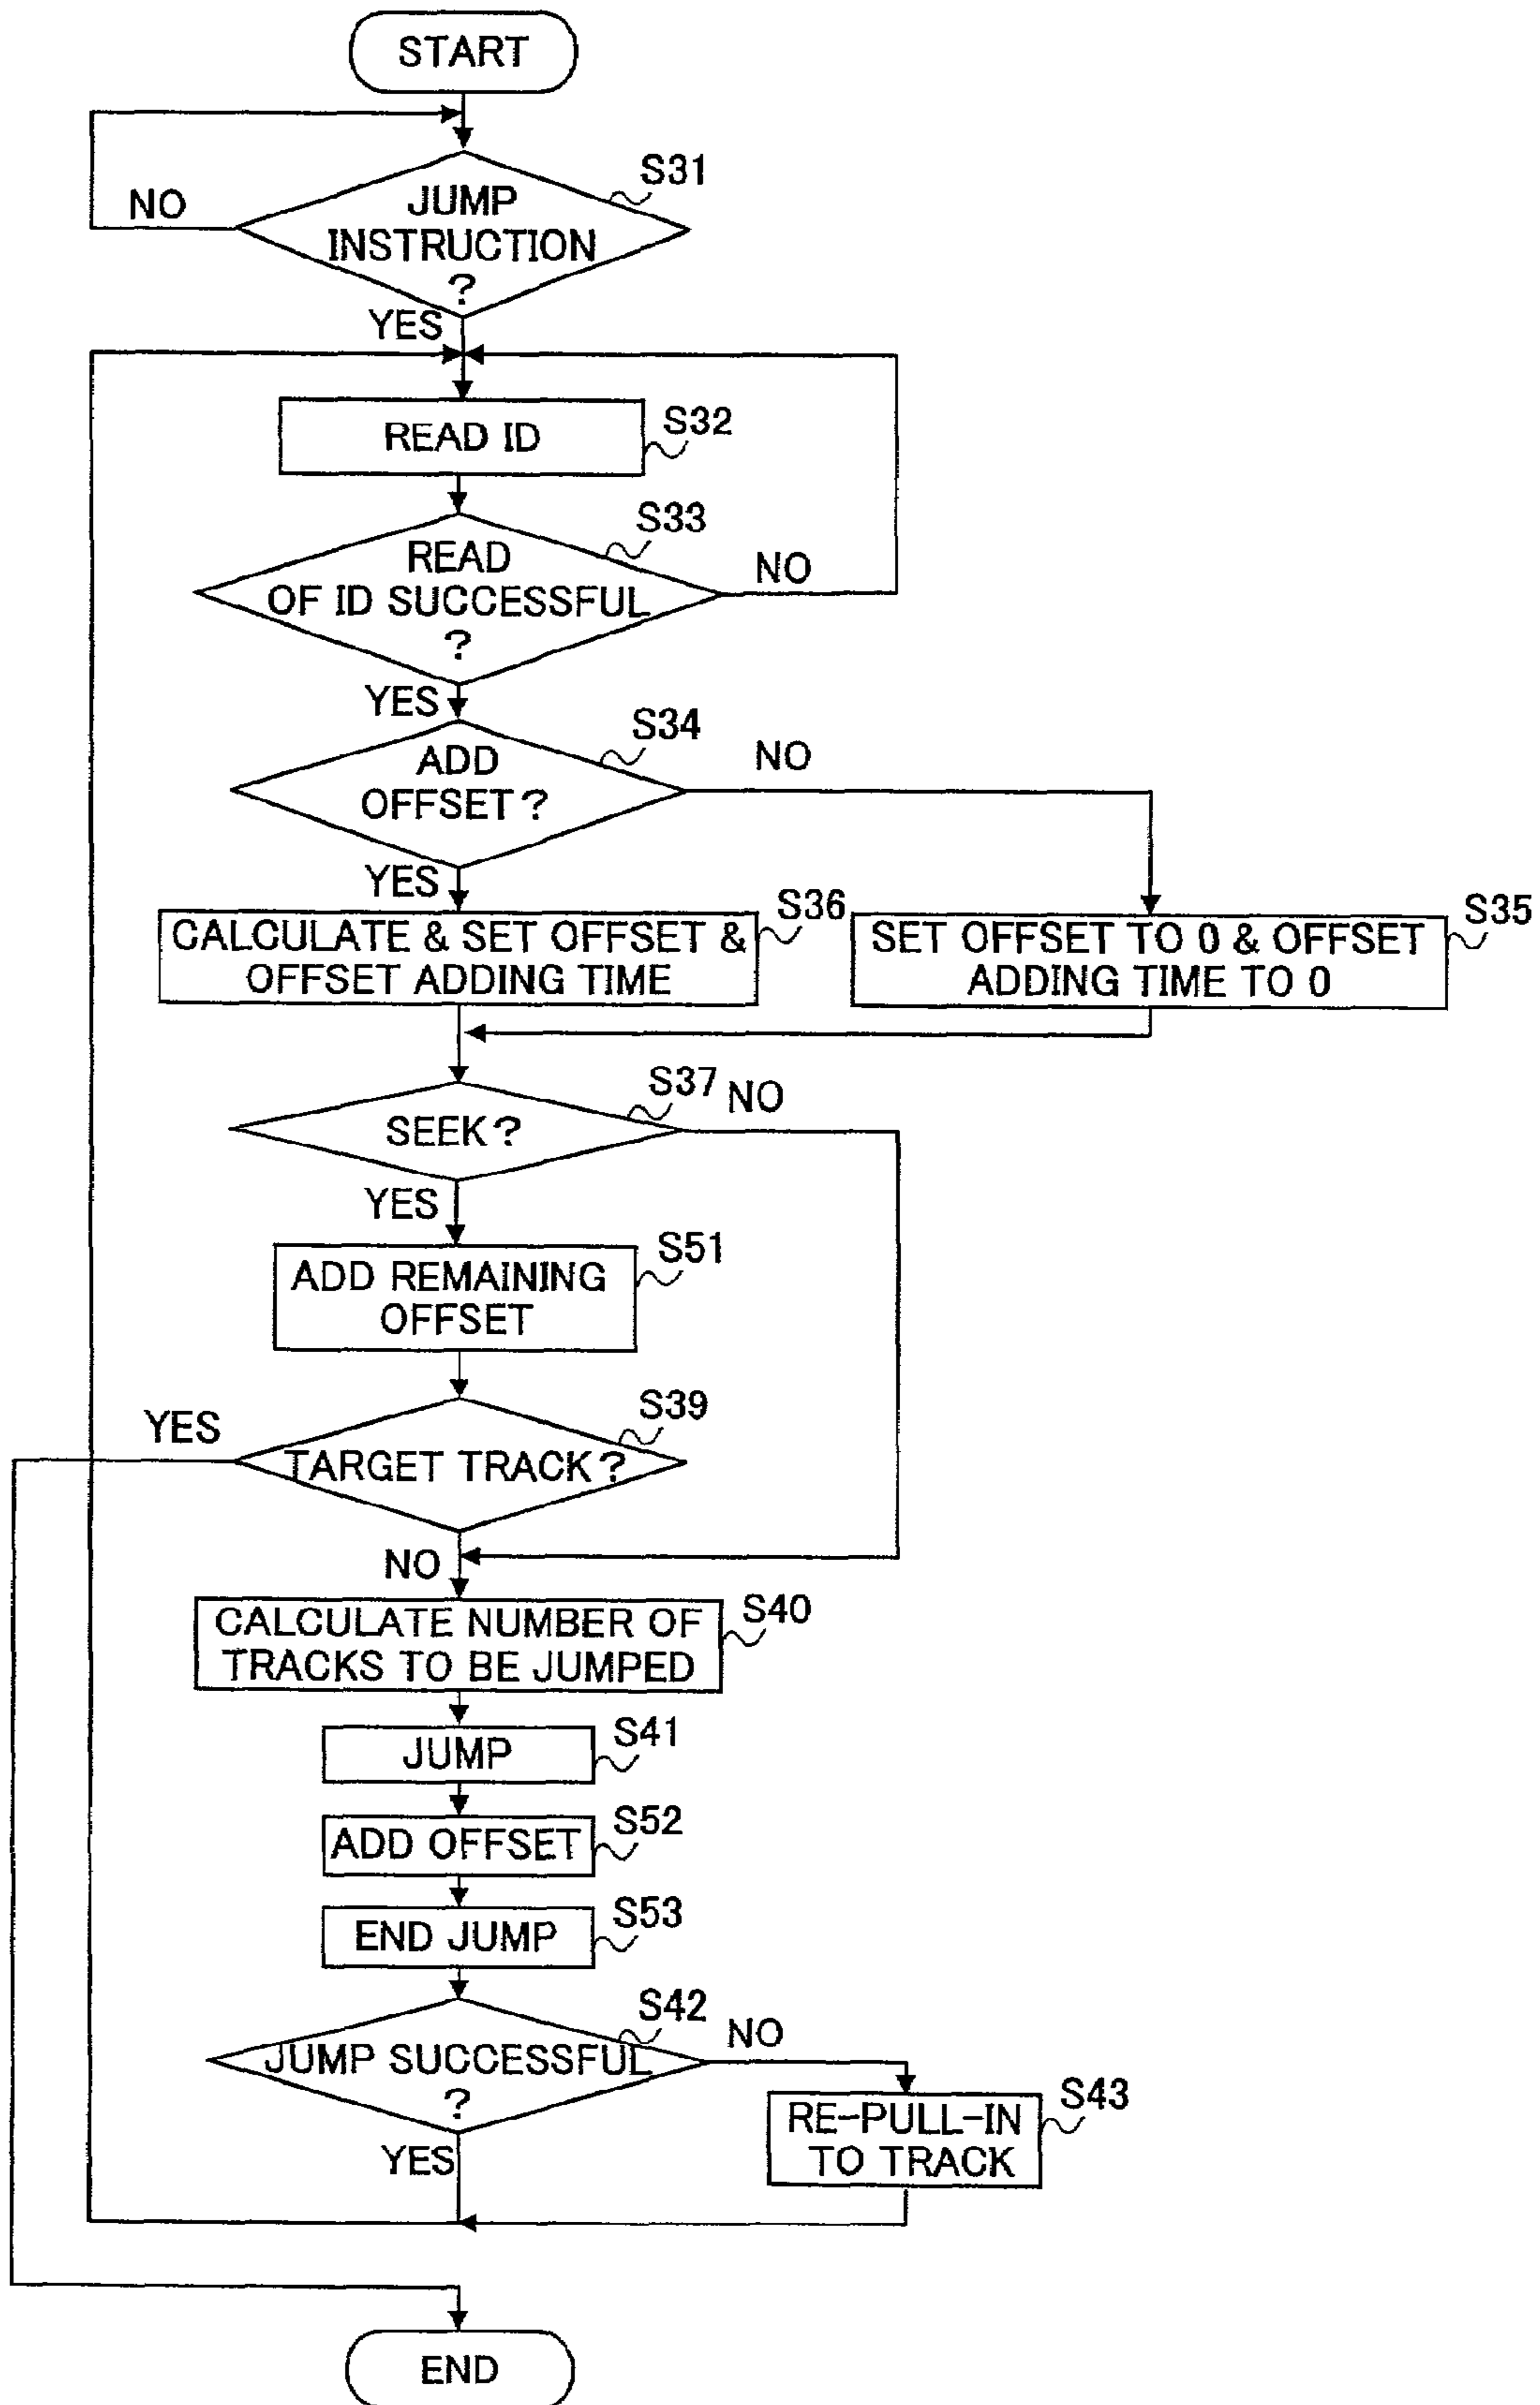 START
S31
NO
JUMP
INSTRUCTION
?
YES
READ ID
S32
S33
READ
OF ID SUCCESSFUL
?
NO
YES
S34
ADD
OFFSET?
NO
YES
S36
CALCULATE & SET OFFSET &
OFFSET ADDING TIME
S35
SET OFFSET TO 0 & OFFSET
ADDING TIME TO 0
S37
NO
SEEK?
YES
S51
ADD REMAINING
OFFSET
S39
YES
TARGET TRACK?
NO
S40
CALCULATE NUMBER OF
TRACKS TO BE JUMPED
S41
JUMP
S52
ADD OFFSET
S53
END JUMP
S42
NO
JUMP SUCCESSFUL
?
YES
S43
RE-PULL-IN
TO TRACK
END